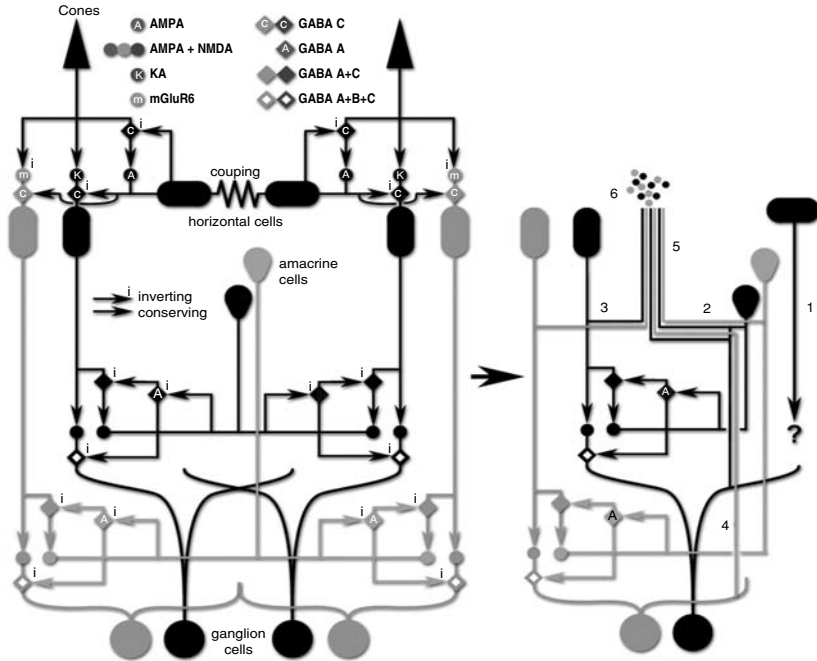 Cones
A AMPA
AMPA + NMDA
K KA
m mGluR6
C C GABA C
A GABA A
GABA A+C
GABA A+B+C
i i
C C
i i i i
m K A A K m
C C C C
couping
horizontal cells
amacrine
cells
i inverting
conserving
i i i i
A
i i
i i i i
A A
i i
ganglion
cells
6
5
3 2 1
A
?
A
4